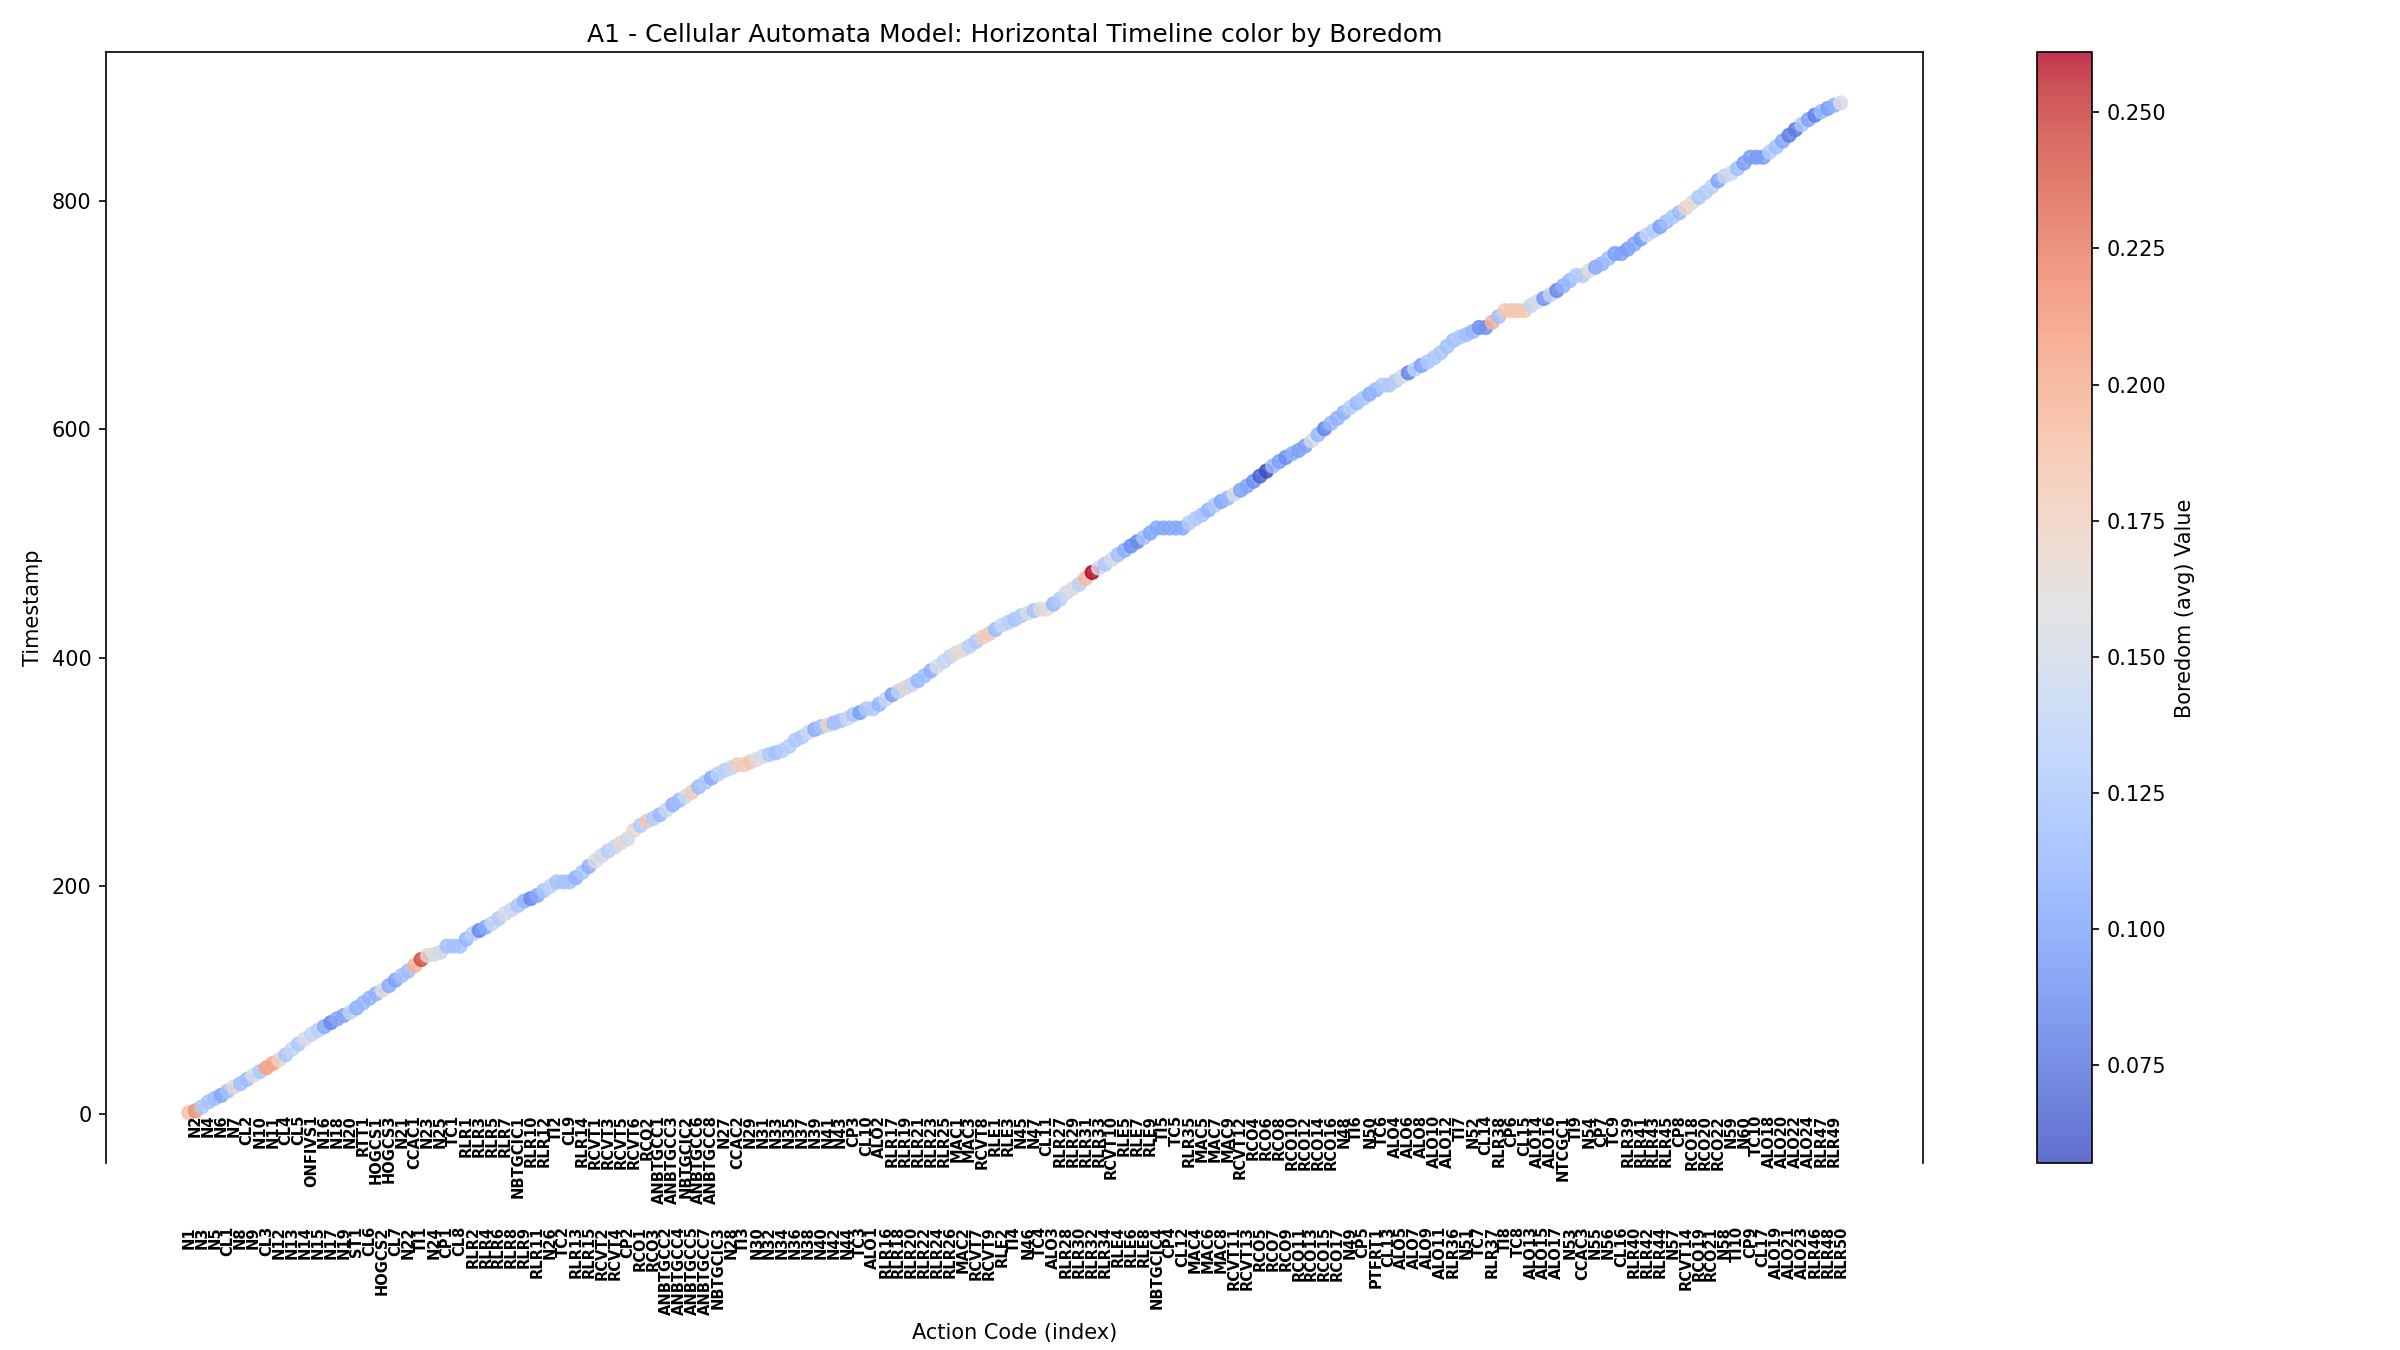 A1 - Cellular Automata Model: Horizontal Timeline color by Boredom
Timestamp
800
600
400
200
0
0.250
0.225
0.200
0.175
0.150
0.125
0.100
0.075
Boredom (avg) Value
N2 N4 N6 N7 CL2 N10 N11 CL4 CL5 ONFIVS1 N16 N18 N20 RTT1 HOGCS1 HOGCS3 N21 CCAC1 N23 N25 TC1 RLR1 RLR3 RLR5 RLR7 NBTGCIC1 RLR10 RLR12 TI2 CL9 RLR14 RCVT1 RCVT3 RCVT5 RCVT6 RCO2 ANBTGCC1 ANBTGCC3 NBTGCIC2 ANBTGCC6 ANBTGCC8 N27 CCAC2 N29 N31 N33 N35 N37 N39 N41 N43 CP3 CL10 ALO2 RLR17 RLR19 RLR21 RLR23 RLR25 MAC1 MAC3 RCVT8 RLE1 RLE3 N45 N47 CL11 RLR27 RLR29 RLR31 RLR33 RCVT10 RLE5 RLE7 RLE9 TI5 TC5 RLR35 MAC5 MAC7 MAC9 RCVT12 RCO4 RCO6 RCO8 RCO10 RCO12 RCO14 RCO16 N48 TI6 N50 TC6 ALO4 ALO6 ALO8 ALO10 ALO12 TI7 N52 CL14 RLR38 CP6 CL15 ALO14 ALO16 NTCGC1 TI9 N54 CP7 TC9 RLR39 RLR41 RLR43 RLR45 CP8 RCO18 RCO20 RCO22 N59 N60 TC10 ALO18 ALO20 ALO22 ALO24 RLR47 RLR49
N1 N3 N5 CL1 N8 N9 CL3 N12 N13 N14 N15 N17 N19 ST1 CL6 HOGCS2 CL7 N22 TI1 N24 CP1 CL8 RLR2 RLR4 RLR6 RLR8 RLR9 RLR11 N26 TC2 RLR13 RLR15 RCVT2 RCVT4 CP2 RCO1 RCO3 ANBTGCC2 ANBTGCC4 ANBTGCC5 ANBTGCC7 NBTGCIC3 N28 TI3 N30 N32 N34 N36 N38 N40 N42 N44 TC3 ALO1 RLR16 RLR18 RLR20 RLR22 RLR24 RLR26 MAC2 RCVT7 RCVT9 RLE2 TI4 N46 TC4 ALO3 RLR28 RLR30 RLR32 RLR34 RLE4 RLE6 RLE8 NBTGCIC4 CP4 CL12 MAC4 MAC6 MAC8 RCVT11 RCVT13 RCO5 RCO7 RCO9 RCO11 RCO13 RCO15 RCO17 N49 CP5 PTFRT1 CL13 ALO5 ALO7 ALO9 ALO11 RLR36 N51 TC7 RLR37 TI8 TC8 ALO13 ALO15 ALO17 N53 CCAC3 N55 N56 CL16 RLR40 RLR42 RLR44 N57 RCVT14 RCO19 RCO21 N58 TI10 CP9 CL17 ALO19 ALO21 ALO23 RLR46 RLR48 RLR50
Action Code (index)